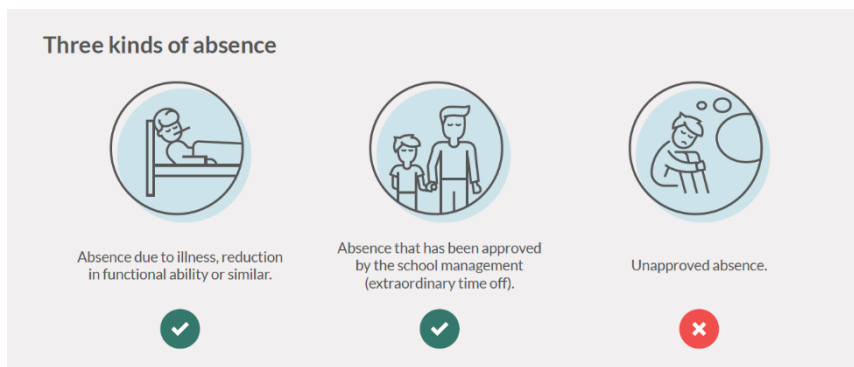 Three kinds of absence
Absence due to illness, reduction
in functional ability or similar.
Absence that has been approved
by the school management
(extraordinary time off).
Unapproved absence.